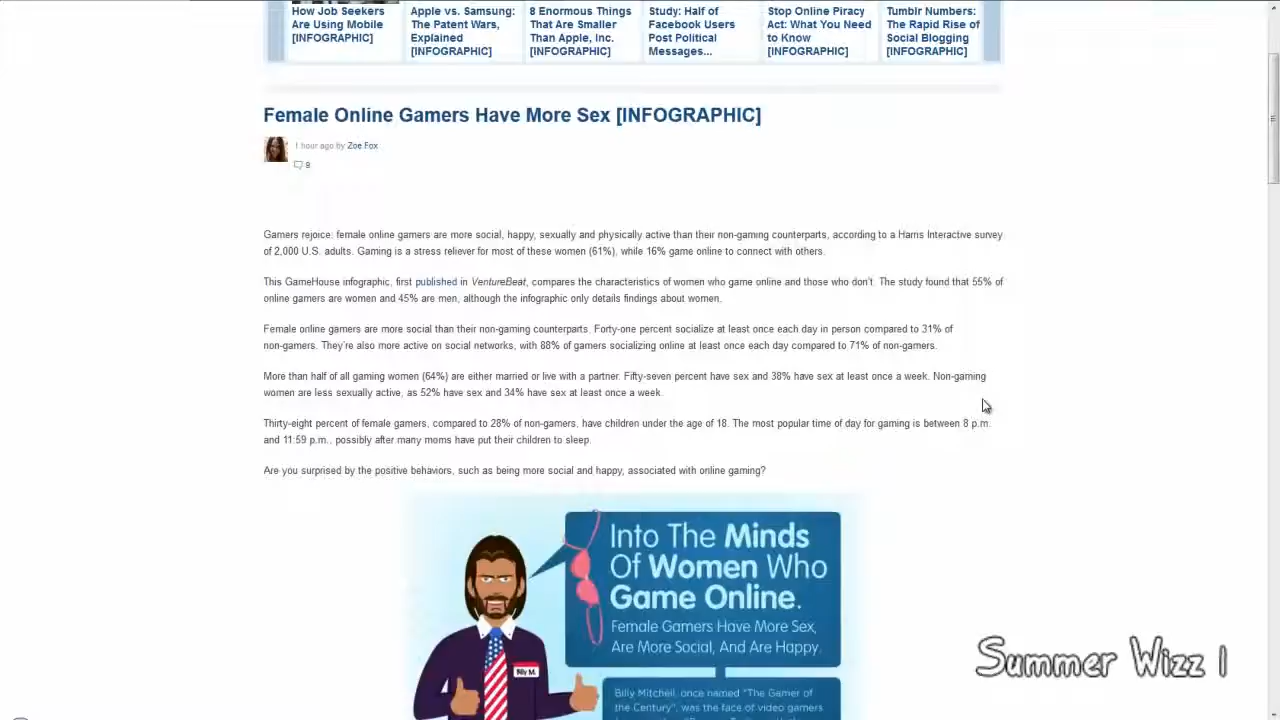 How Job Seekers
Are Using Mobile
[INFOGRAPHIC]
Apple vs. Samsung:
The Patent Wars,
Explained
[INFOGRAPHIC]
8 Enormous Things
That Are Smaller
Than Apple, Inc.
[INFOGRAPHIC]
Study: Half of
Facebook Users
Post Political
Messages...
Stop Online Piracy
Act: What You Need
to Know
[INFOGRAPHIC]
Tumblr Numbers:
The Rapid Rise of
Social Blogging
[INFOGRAPHIC]
Female Online Gamers Have More Sex [INFOGRAPHIC]
1 hour ago by Zoe Fox
9
Gamers rejoice: female online gamers are more social, happy, sexually and physically active than their non-gaming counterparts, according to a Harris Interactive survey
of 2,000 U.S. adults. Gaming is a stress reliever for most of these women (61%), while 16% game online to connect with others.
This GameHouse infographic, first published in VentureBeat, compares the characteristics of women who game online and those who don't. The study found that 55% of
online gamers are women and 45% are men, although the infographic only details findings about women.
Female online gamers are more social than their non-gaming counterparts. Forty-one percent socialize at least once each day in person compared to 31% of
non-gamers. They're also more active on social networks, with 88% of gamers socializing online at least once each day compared to 71% of non-gamers.
More than half of all gaming women (64%) are either married or live with a partner. Fifty-seven percent have sex and 38% have sex at least once a week. Non-gaming
women are less sexually active, as 52% have sex and 34% have sex at least once a week.
Thirty-eight percent of female gamers, compared to 28% of non-gamers, have children under the age of 18. The most popular time of day for gaming is between 8 p.m.
and 11:59 p.m., possibly after many moms have put their children to sleep.
Are you surprised by the positive behaviors, such as being more social and happy, associated with online gaming?
Into The Minds
Of Women Who
Game Online.
Female Gamers Have More Sex,
Are More Social, And Are Happy.
Billy M.
Billy Mitchell, once named "The Gamer of
the Century", was the face of video gamers
Summer Wizz 1